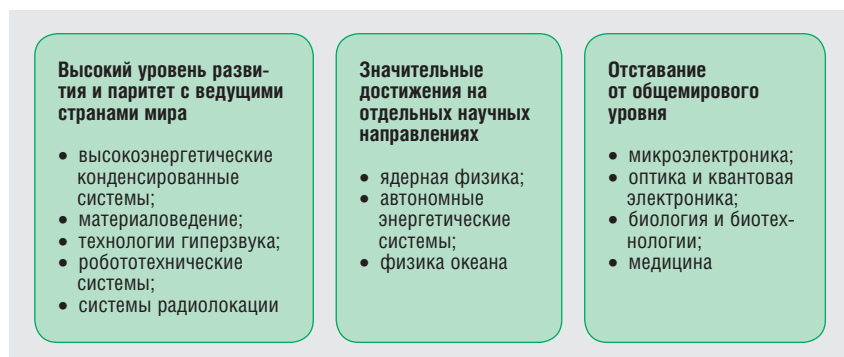 Высокий уровень разви-
тия и паритет с ведущими
странами мира
• высокоэнергетические
конденсированные
системы;
• материаловедение;
• технологии гиперзвука;
• робототехнические
системы;
• системы радиолокации
Значительные
достижения на
отдельных научных
направлениях
• ядерная физика;
• автономные
энергетические
системы;
• физика океана
Отставание
от общемирового
уровня
• микроэлектроника;
• оптика и квантовая
электроника;
• биология и биотех-
нологии;
• медицина